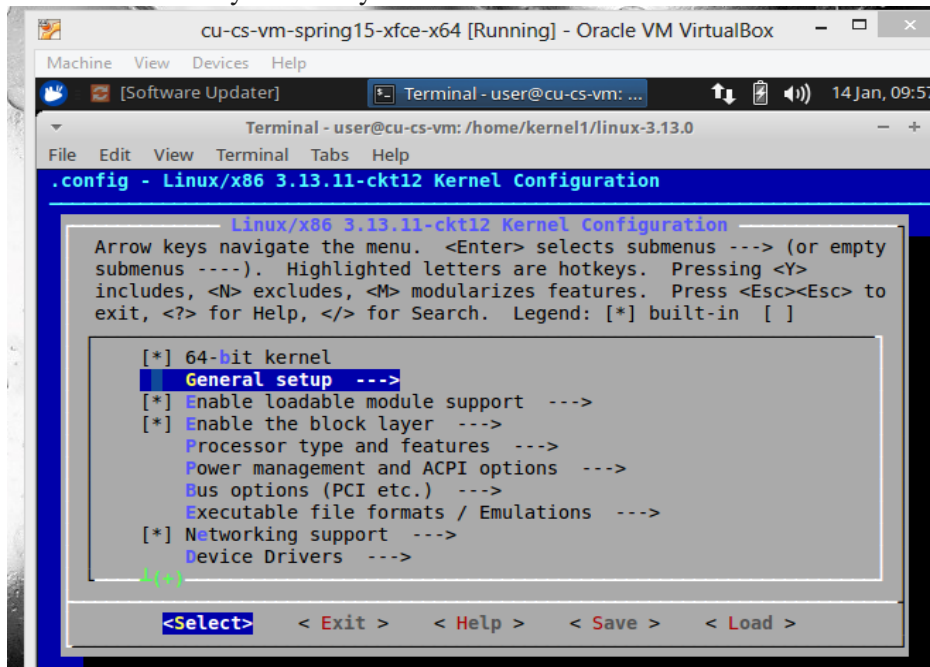 cu-cs-vm-spring15-xfce-x64 [Running] - Oracle VM VirtualBox
Machine View Devices Help
[Software Updater] Terminal - user@cu-cs-vm: ... 14 Jan, 09:57
Terminal - user@cu-cs-vm: /home/kernel1/linux-3.13.0
File Edit View Terminal Tabs Help
.config - Linux/x86 3.13.11-ckt12 Kernel Configuration
Linux/x86 3.13.11-ckt12 Kernel Configuration
Arrow keys navigate the menu. <Enter> selects submenus ---> (or empty
submenus ----). Highlighted letters are hotkeys. Pressing <Y>
includes, <N> excludes, <M> modularizes features. Press <Esc><Esc> to
exit, <?> for Help, </> for Search. Legend: [*] built-in [ ]
[*] 64-bit kernel
General setup --->
[*] Enable loadable module support --->
[*] Enable the block layer --->
Processor type and features --->
Power management and ACPI options --->
Bus options (PCI etc.) --->
Executable file formats / Emulations --->
[*] Networking support --->
Device Drivers --->
┴(+)
<Select> < Exit > < Help > < Save > < Load >